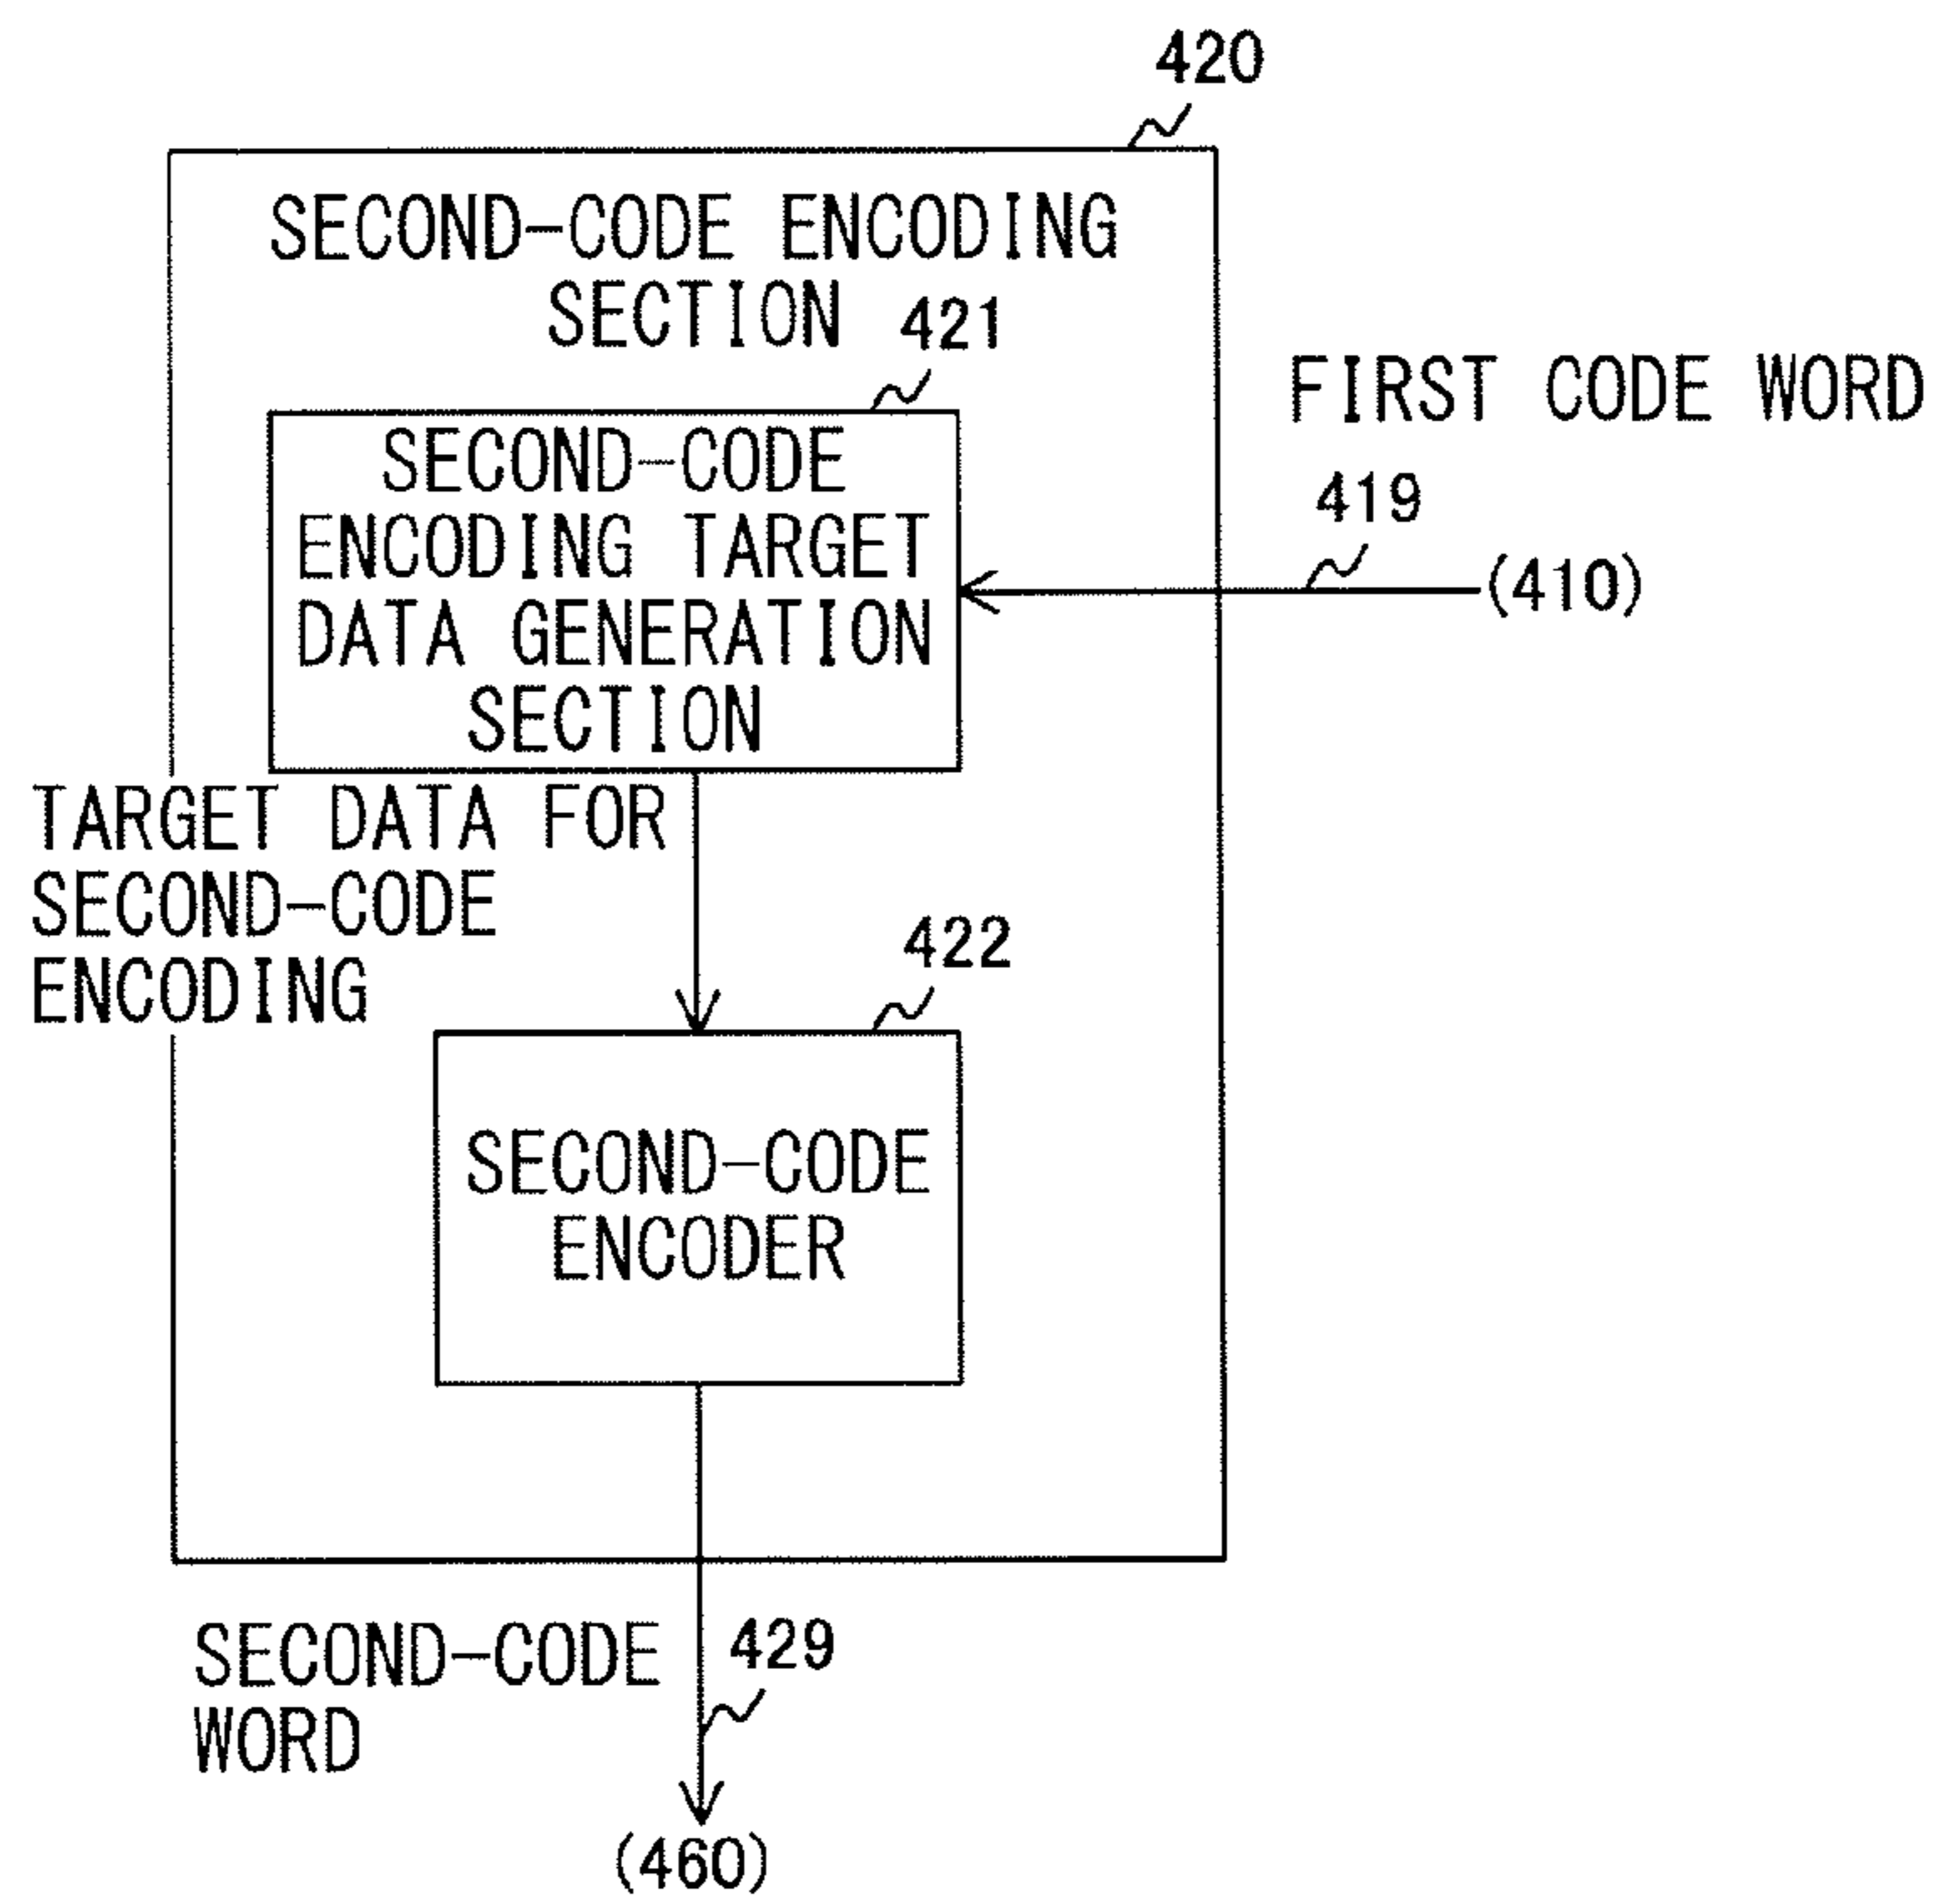 420
SECOND-CODE ENCODING
SECTION
421
FIRST CODE WORD
419
(410)
SECOND-CODE
ENCODING TARGET
DATA GENERATION
SECTION
TARGET DATA FOR
SECOND-CODE
ENCODING
422
SECOND-CODE
ENCODER
SECOND-CODE
WORD
429
(460)